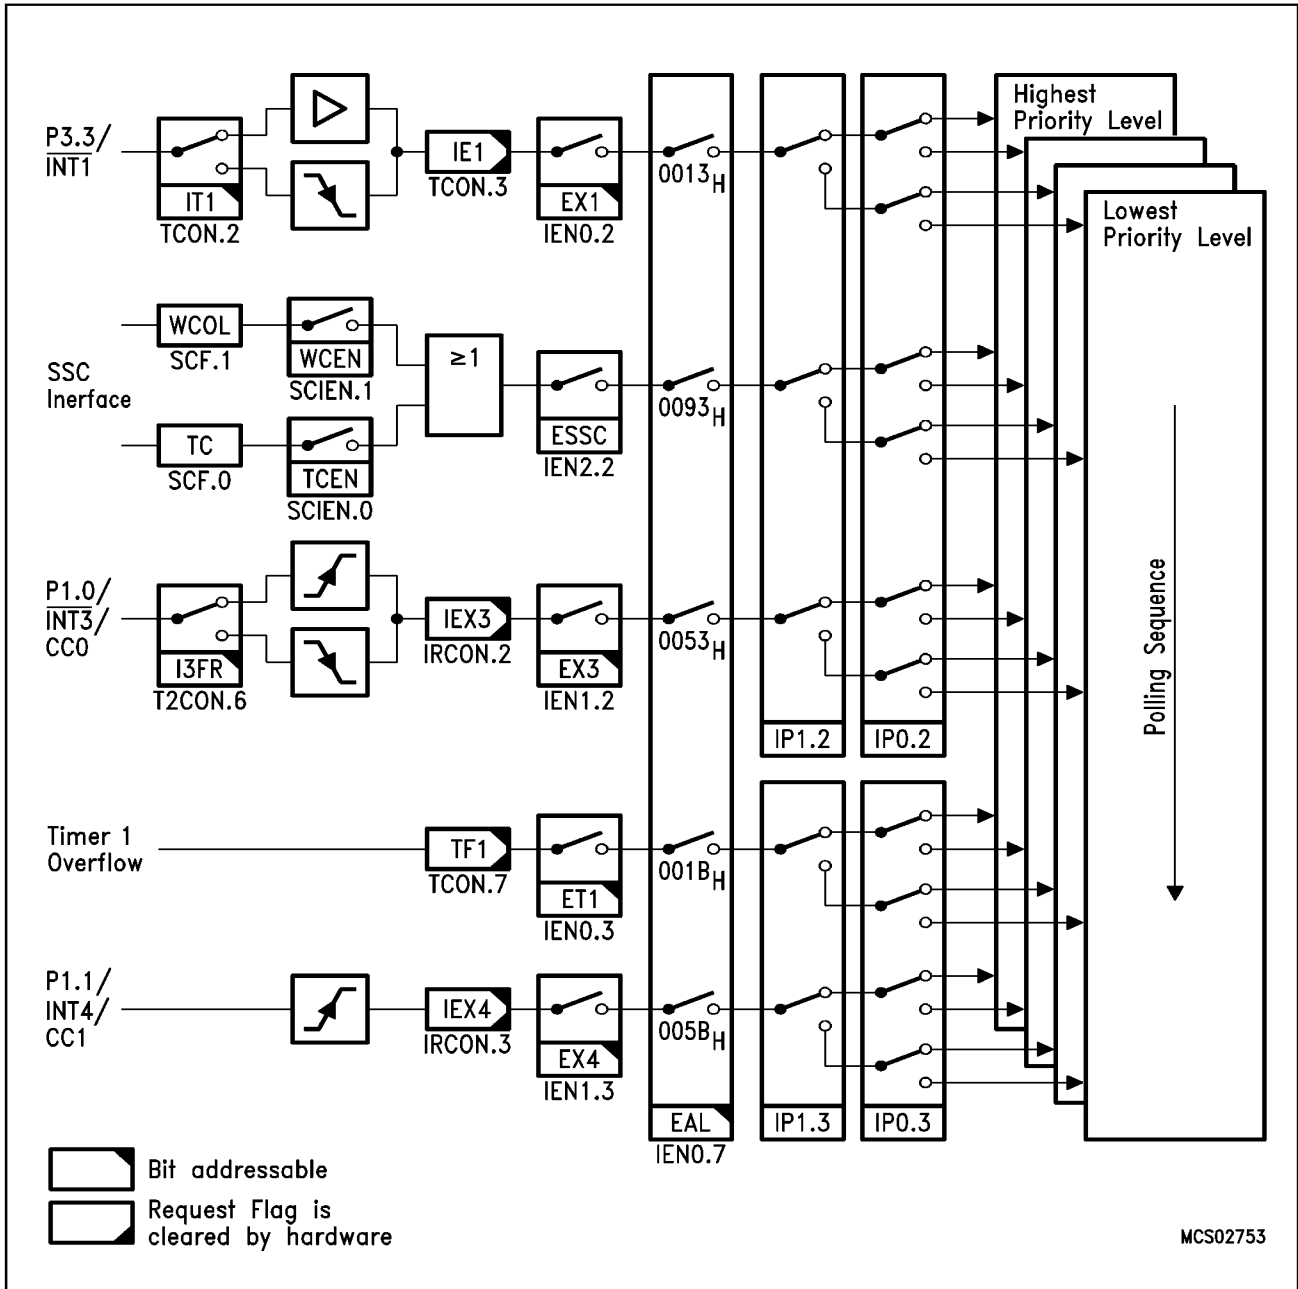 P3.3/
INT1
IT1
TCON.2
IE1
TCON.3
EX1
IEN0.2
0013H
Highest
Priority Level
Lowest
Priority Level
SSC
Inerface
WCOL
SCF.1
WCEN
SCIEN.1
TC
SCF.0
TCEN
SCIEN.0
≥1
ESSC
IEN2.2
0093H
P1.0/
INT3/
CC0
I3FR
T2CON.6
IEX3
IRCON.2
EX3
IEN1.2
0053H
IP1.2
IP0.2
Polling Sequence
Timer 1
Overflow
TF1
TCON.7
ET1
IEN0.3
001BH
P1.1/
INT4/
CC1
IEX4
IRCON.3
EX4
IEN1.3
005BH
EAL
IEN0.7
IP1.3
IP0.3
Bit addressable
Request Flag is
cleared by hardware
MCS02753